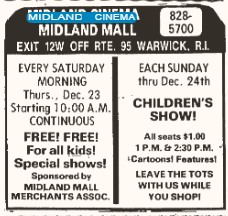 MIDLAND CINEMA
828-
5700
MIDLAND MALL
EXIT 12W OFF RTE. 95 WARWICK, R.I.
EVERY SATURDAY
MORNING
Thurs., Dec. 23
Starting 10:00 A.M.
CONTINUOUS
FREE! FREE!
For all kids!
Special shows!
Sponsored by
MIDLAND MALL
MERCHANTS ASSOC.
EACH SUNDAY
thru Dec. 24th
CHILDREN'S
SHOW!
All seats $1.00
1 P.M. & 2:30 P.M.
Cartoons! Features!
LEAVE THE TOTS
WITH US WHILE
YOU SHOP!